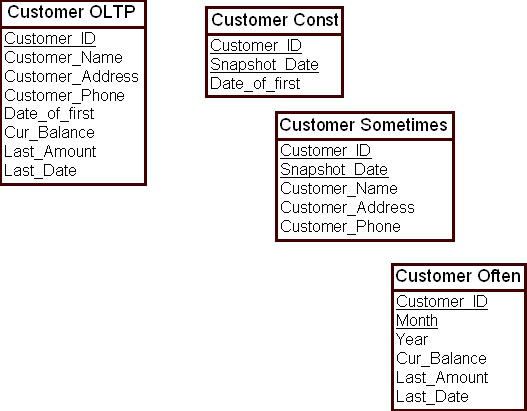 Customer OLTP
Customer_ID
Customer_Name
Customer_Address
Customer_Phone
Date_of_first
Cur_Balance
Last_Amount
Last_Date
Customer Const
Customer_ID
Snapshot_Date
Date_of_first
Customer Sometimes
Customer_ID
Snapshot_Date
Customer_Name
Customer_Address
Customer_Phone
Customer Often
Customer_ID
Month
Year
Cur_Balance
Last_Amount
Last_Date